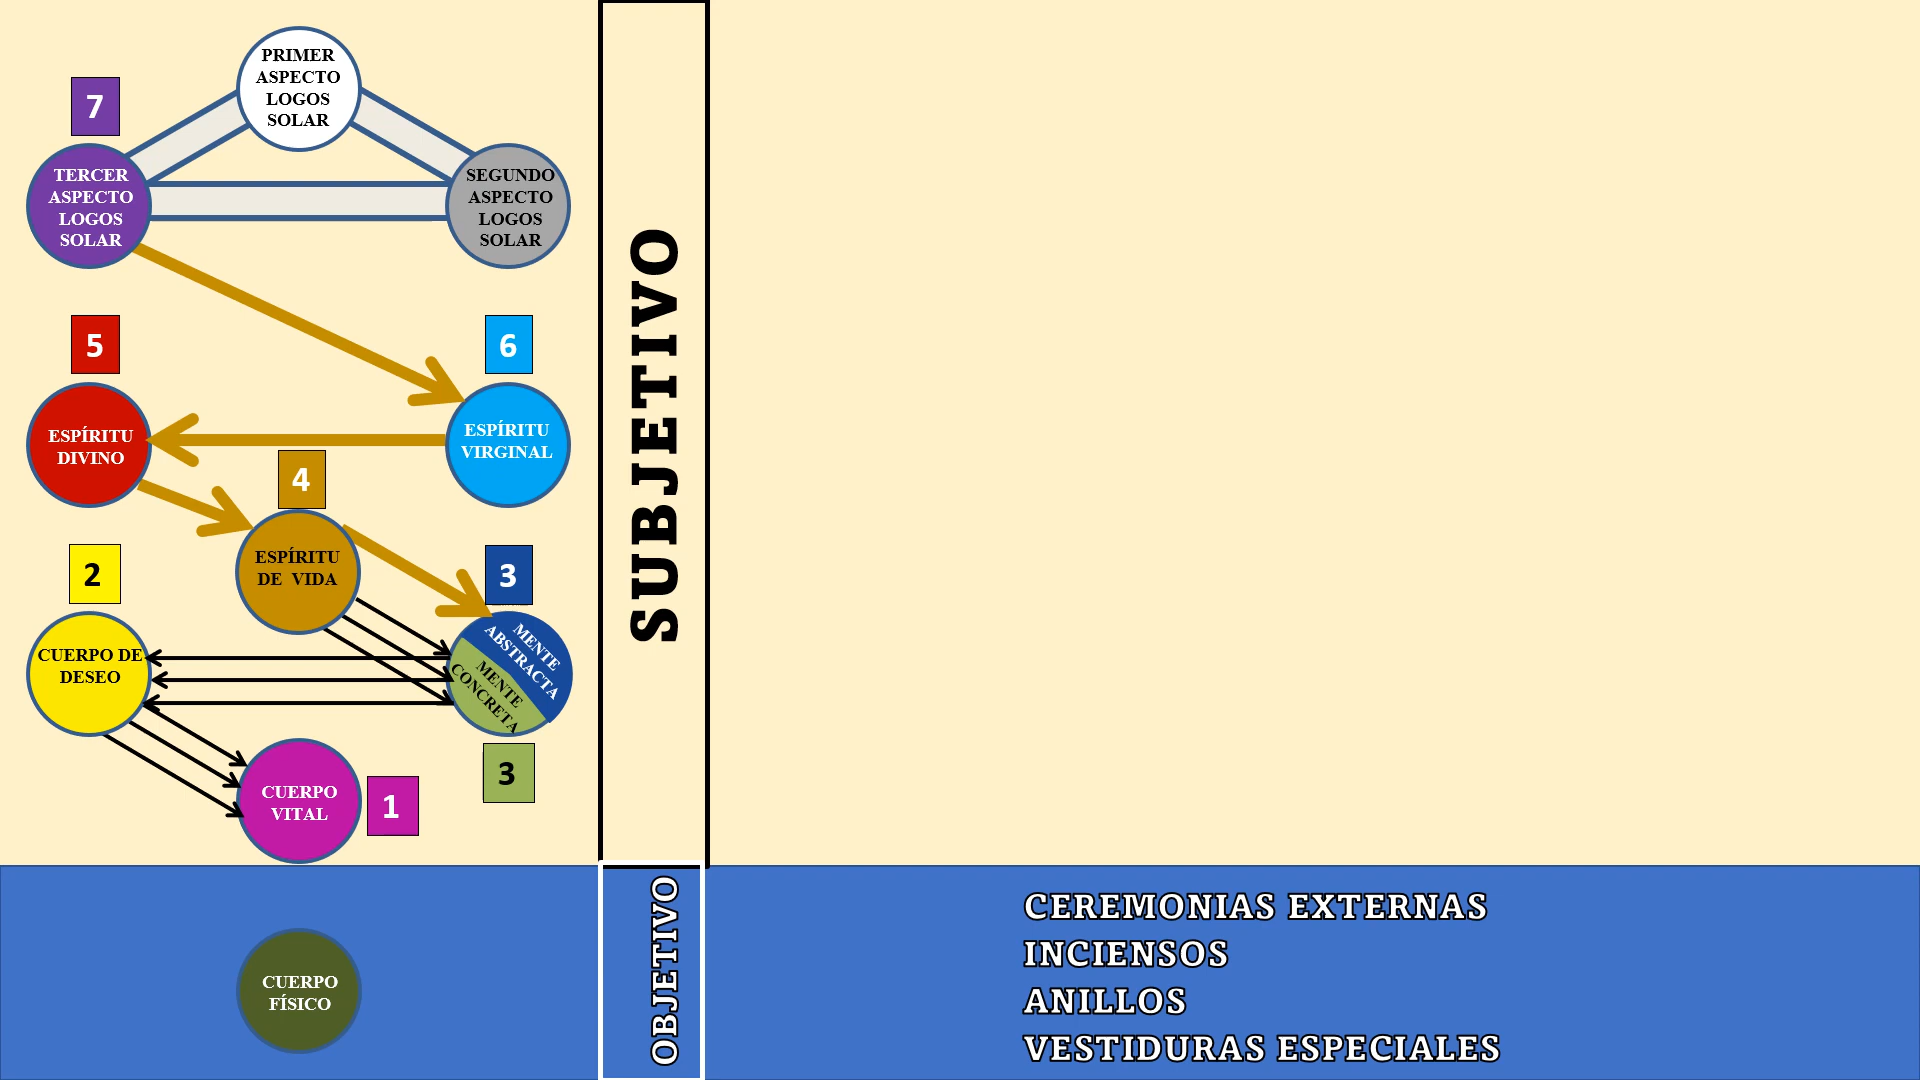 PRIMER
ASPECTO
LOGOS
SOLAR
7
TERCER
ASPECTO
LOGOS
SOLAR
SEGUNDO
ASPECTO
LOGOS
SOLAR
5
6
ESPÍRITU
DIVINO
ESPÍRITU
VIRGINAL
4
ESPÍRITU
DE VIDA
2
3
CUERPO DE
DESEO
MENTE
ABSTRACTA
MENTE
CONCRETA
3
CUERPO
VITAL
1
SUBJETIVO
CUERPO
FÍSICO
OBJETIVO
CEREMONIAS EXTERNAS
INCIENSOS
ANILLOS
VESTIDURAS ESPECIALES